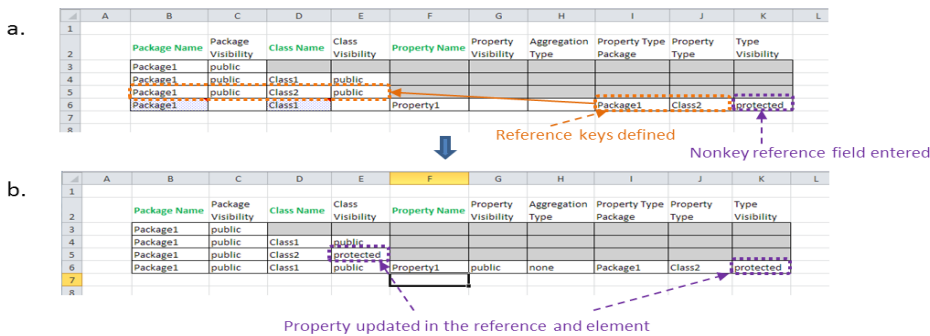 a.
A B C D E F G H I J K L
1
2 Package Name Package Visibility Class Name Class Visibility Property Name Property Visibility Aggregation Type Property Type Package Property Type Type Visibility
3 Package1 public
4 Package1 public Class1 public
5 Package1 public Class2 public
6 Package1 Class1 Property1 Package1 Class2 protected
7
8
Reference keys defined
Nonkey reference field entered
b.
A B C D E F G H I J K L
1
2 Package Name Package Visibility Class Name Class Visibility Property Name Property Visibility Aggregation Type Property Type Package Property Type Type Visibility
3 Package1 public
4 Package1 public Class1 public
5 Package1 public Class2 protected
6 Package1 public Class1 public Property1 public none Package1 Class2 protected
7
8
Property updated in the reference and element